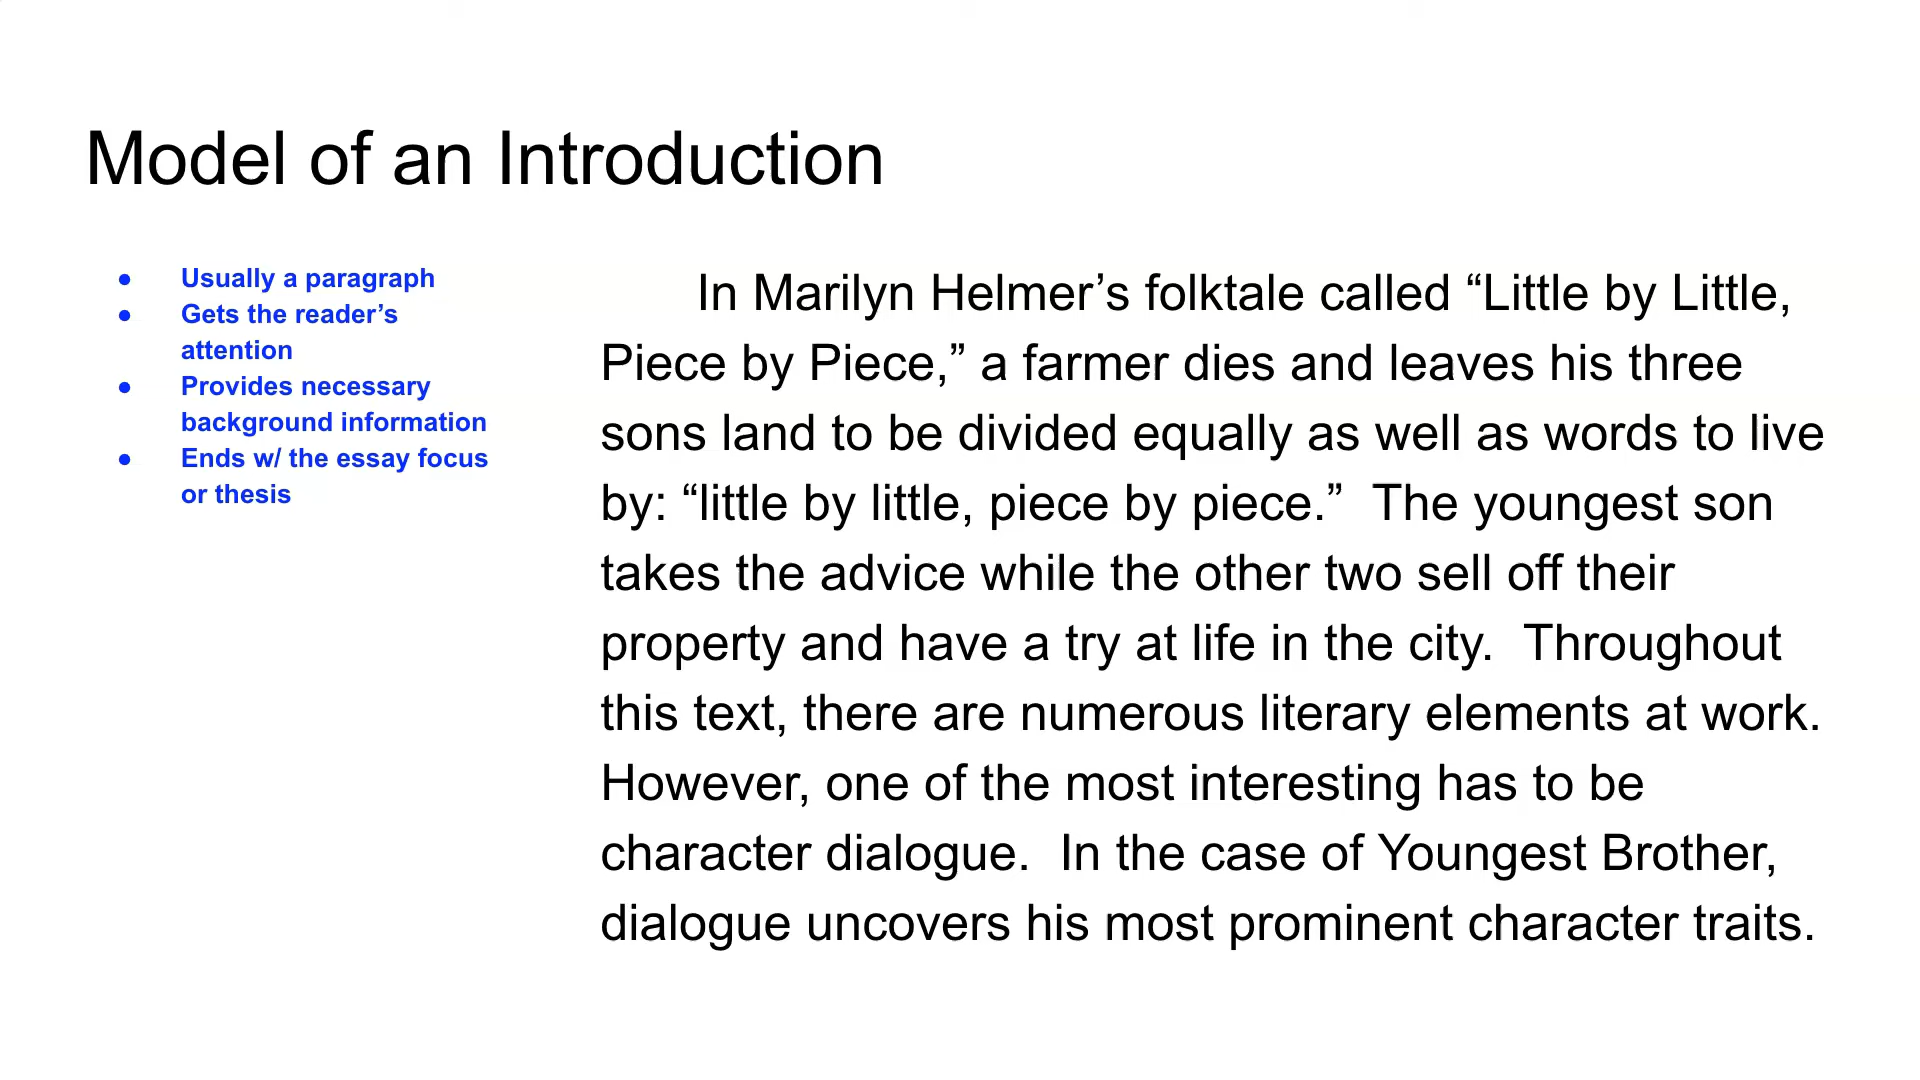 Model of an Introduction
● Usually a paragraph
● Gets the reader’s
attention
● Provides necessary
background information
● Ends w/ the essay focus
or thesis
In Marilyn Helmer’s folktale called “Little by Little,
Piece by Piece,” a farmer dies and leaves his three
sons land to be divided equally as well as words to live
by: “little by little, piece by piece.”  The youngest son
takes the advice while the other two sell off their
property and have a try at life in the city.  Throughout
this text, there are numerous literary elements at work.
However, one of the most interesting has to be
character dialogue.  In the case of Youngest Brother,
dialogue uncovers his most prominent character traits.